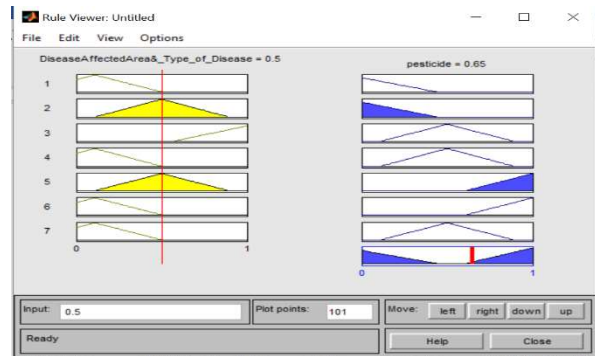 Rule Viewer: Untitled
File Edit View Options
DiseaseAffectedArea&_Type_of_Disease = 0.5
pesticide = 0.65
1
2
3
4
5
6
7
0 1
0 1
Input: 0.5 Plot points: 101 Move: left right down up
Ready Help Close